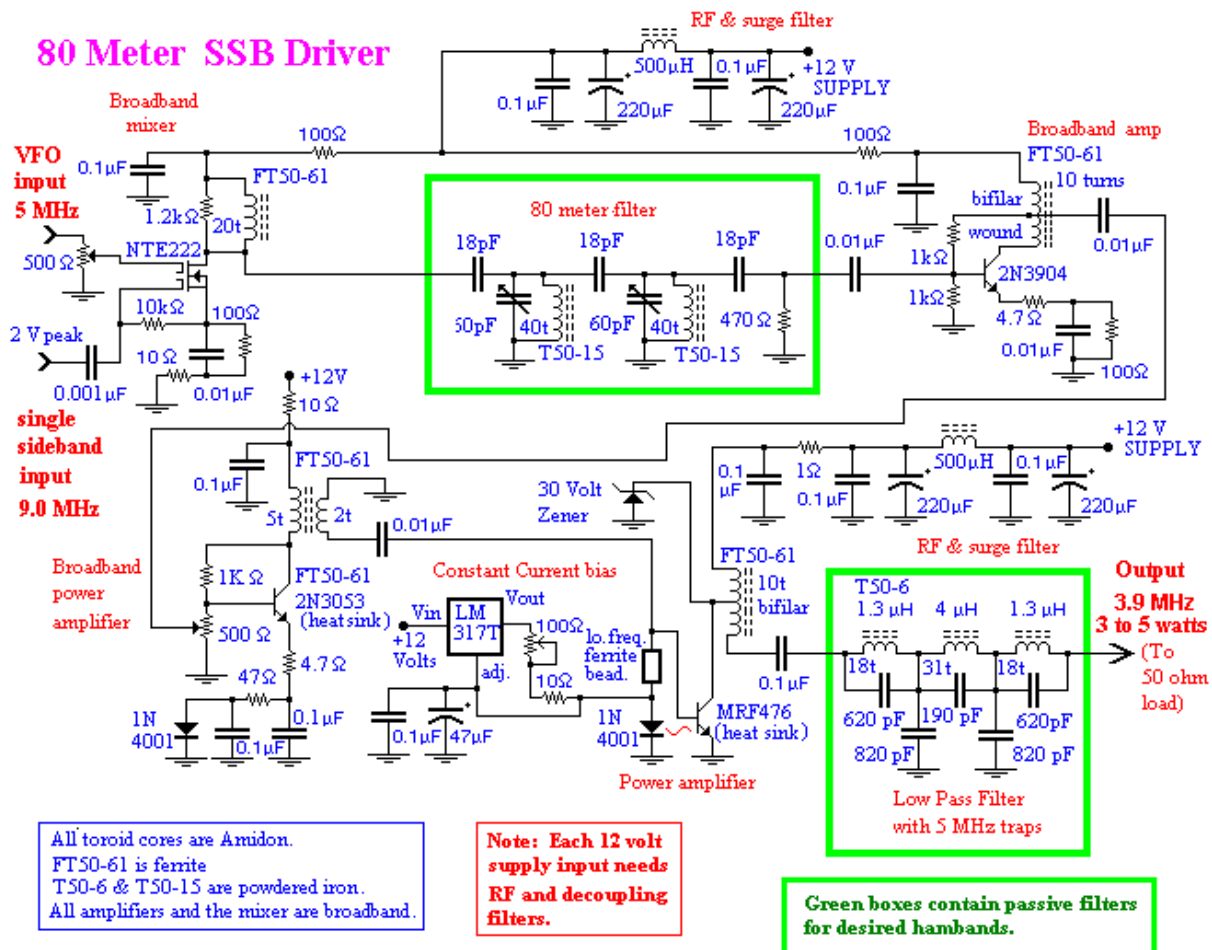 80 Meter SSB Driver
RF & surge filter
500µH
0.1µF
+12 V
SUPPLY
0.1µF
220µF
220µF
Broadband
mixer
100Ω
100Ω
Broadband amp
FT50-61
10 turns
VFO
input
5 MHz
0.1µF
FT50-61
1.2kΩ
20t
80 meter filter
0.1µF
bifilar
wound
0.01µF
500 Ω
NTE222
18pF
18pF
18pF
0.01µF
1kΩ
1kΩ
2N3904
10kΩ
100Ω
60pF
40t
60pF
40t
470Ω
4.7Ω
2 V peak
10Ω
T50-15
T50-15
0.01µF
100Ω
0.001µF
0.01µF
single
sideband
input
9.0 MHz
+12V
10Ω
0.1µF
FT50-61
5t
2t
0.01µF
30 Volt
Zener
0.1
µF
1Ω
0.1µF
500µH
0.1µF
+12 V
SUPPLY
220µF
220µF
RF & surge filter
Broadband
power
amplifier
1K Ω
FT50-61
2N3053
(heat sink)
500 Ω
47Ω
4.7Ω
1N
4001
0.1µF
0.1µF
Constant Current bias
Vin
LM
317T
Vout
+12
Volts
adj.
100Ω
10Ω
lo. freq.
ferrite
bead.
0.1µF
47µF
1N
4001
MRF476
(heat sink)
Power amplifier
FT50-61
10t
bifilar
0.1µF
T50-6
1.3 µH
4 µH
1.3 µH
18t
31t
18t
620 pF
190 pF
620pF
820 pF
820 pF
Low Pass Filter
with 5 MHz traps
Output
3.9 MHz
3 to 5 watts
(To
50 ohm
load)
All toroid cores are Amidon.
FT50-61 is ferrite
T50-6 & T50-15 are powdered iron.
All amplifiers and the mixer are broadband.
Note: Each 12 volt
supply input needs
RF and decoupling
filters.
Green boxes contain passive filters
for desired hambands.